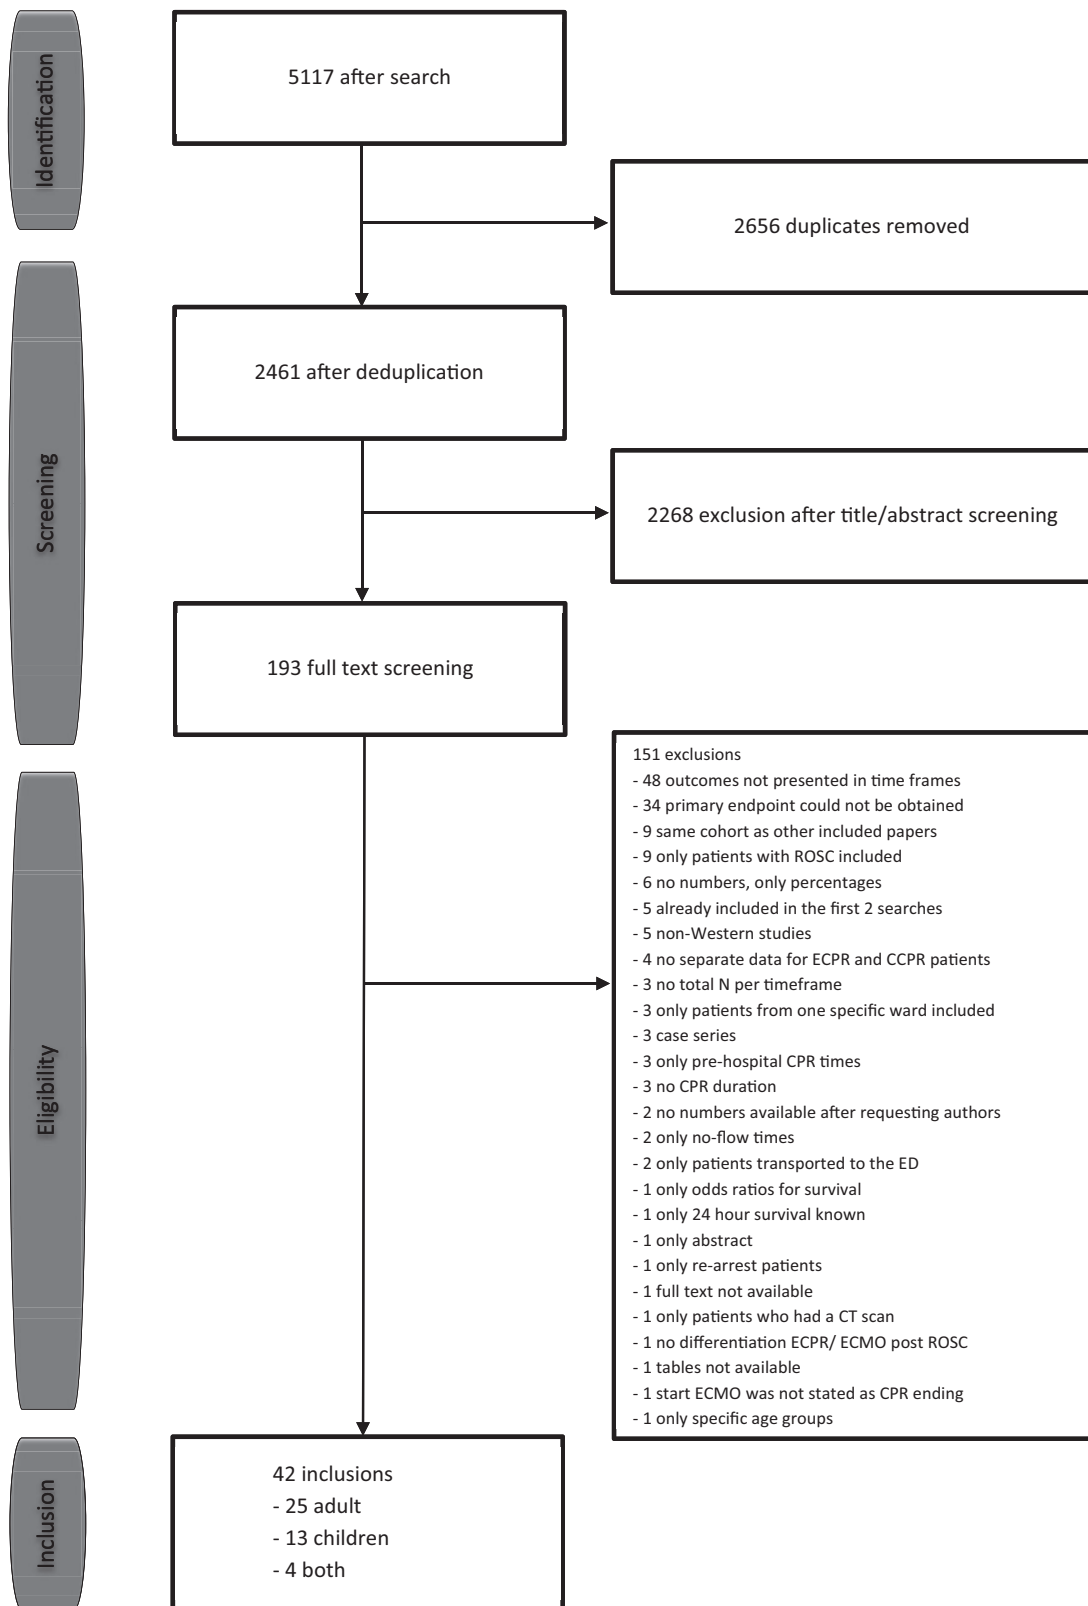 Identification
5117 after search
2656 duplicates removed
Screening
2461 after deduplication
2268 exclusion after title/abstract screening
193 full text screening
Eligibility
151 exclusions
- 48 outcomes not presented in time frames
- 34 primary endpoint could not be obtained
- 9 same cohort as other included papers
- 9 only patients with ROSC included
- 6 no numbers, only percentages
- 5 already included in the first 2 searches
- 5 non-Western studies
- 4 no separate data for ECPR and CCPR patients
- 3 no total N per timeframe
- 3 only patients from one specific ward included
- 3 case series
- 3 only pre-hospital CPR times
- 3 no CPR duration
- 2 no numbers available after requesting authors
- 2 only no-flow times
- 2 only patients transported to the ED
- 1 only odds ratios for survival
- 1 only 24 hour survival known
- 1 only abstract
- 1 only re-arrest patients
- 1 full text not available
- 1 only patients who had a CT scan
- 1 no differentiation ECPR/ ECMO post ROSC
- 1 tables not available
- 1 start ECMO was not stated as CPR ending
- 1 only specific age groups
Inclusion
42 inclusions
- 25 adult
- 13 children
- 4 both